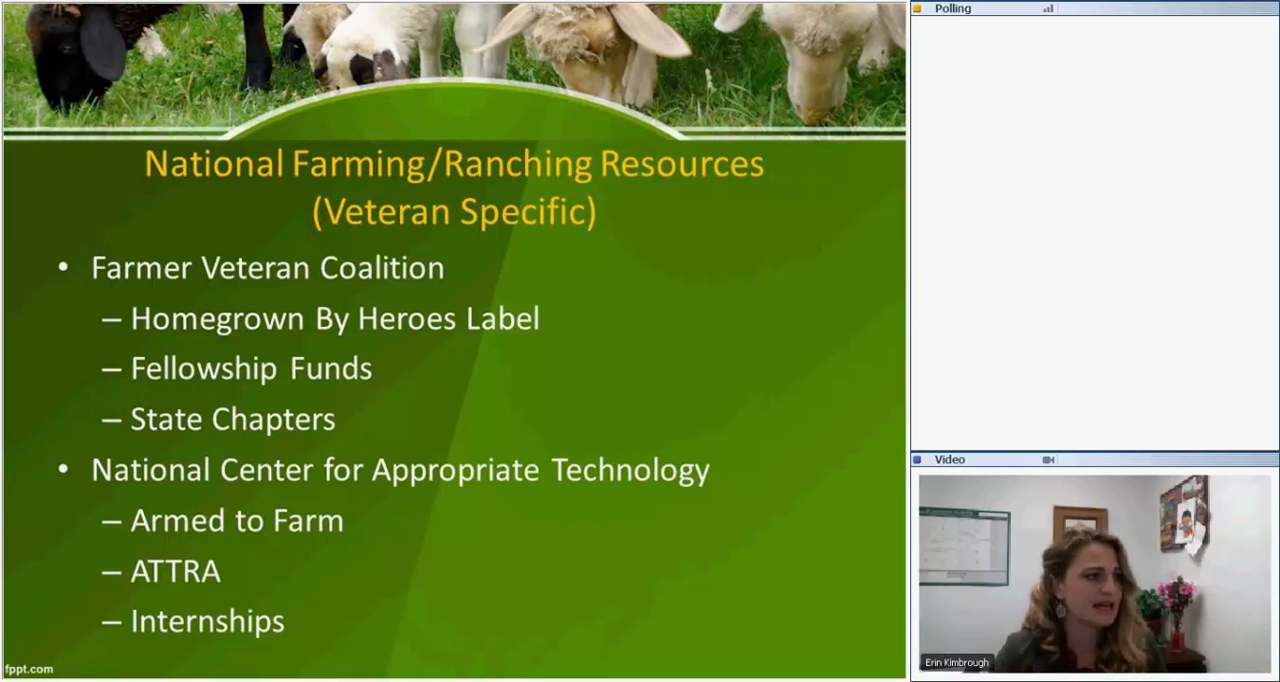 National Farming/Ranching Resources
(Veteran Specific)
• Farmer Veteran Coalition
– Homegrown By Heroes Label
– Fellowship Funds
– State Chapters
• National Center for Appropriate Technology
– Armed to Farm
– ATTRA
– Internships
fppt.com
Polling
Video
Erin Kimbrough